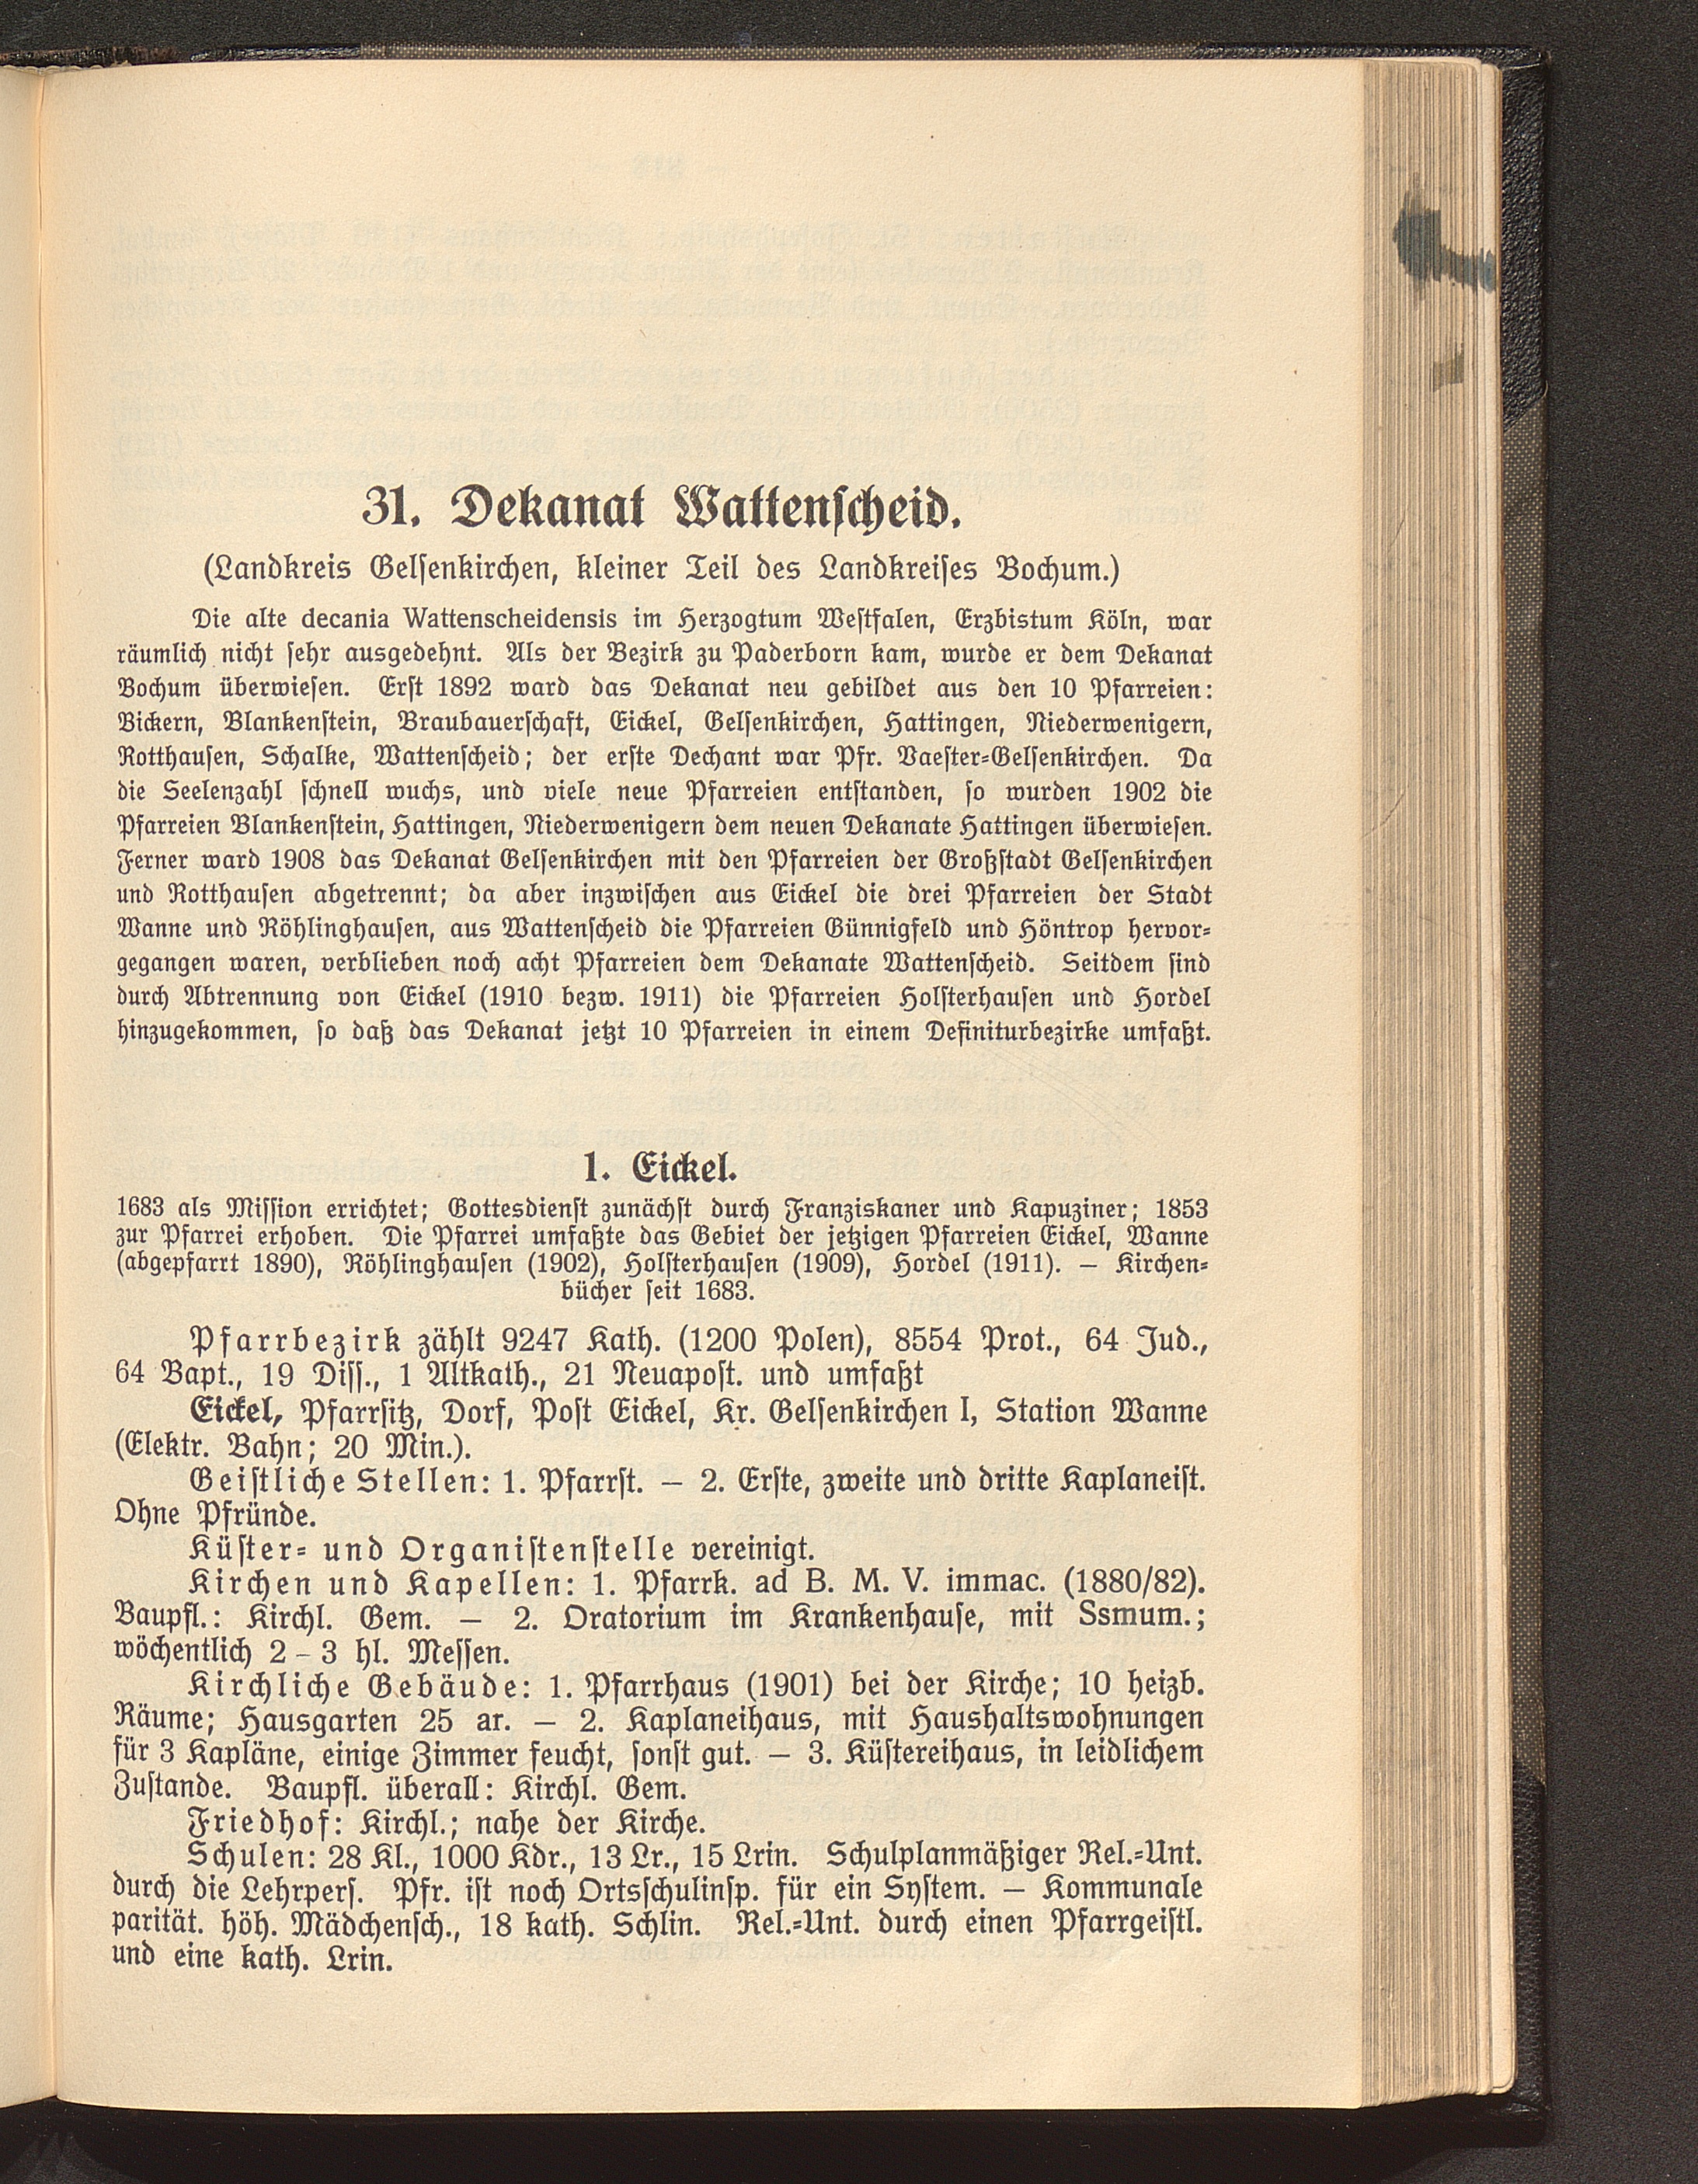 31. Dekanat Wattenscheid.
(Landkreis Gelsenkirchen, kleiner Teil des Landkreises Bochum.)
Die alte decania Wattenscheidensis im Herzogtum Westfalen, Erzbistum Köln, war
räumlich nicht sehr ausgedehnt. Als der Bezirk zu Paderborn kam, wurde er dem Dekanat
Bochum überwiesen. Erst 1892 ward das Dekanat neu gebildet aus den 10 Pfarreien:
Bickern, Blankenstein, Braubauerschaft, Eickel, Gelsenkirchen, Hattingen, Niederwenigern,
Rotthausen, Schalke, Wattenscheid; der erste Dechant war Pfr. Vaester-Gelsenkirchen. Da
die Seelenzahl schnell wuchs, und viele neue Pfarreien entstanden, so wurden 1902 die
Pfarreien Blankenstein, Hattingen, Niederwenigern dem neuen Dekanate Hattingen überwiesen.
Ferner ward 1908 das Dekanat Gelsenkirchen mit den Pfarreien der Großstadt Gelsenkirchen
und Rotthausen abgetrennt; da aber inzwischen aus Eickel die drei Pfarreien der Stadt
Wanne und Röhlinghausen, aus Wattenscheid die Pfarreien Günnigfeld und Höntrop hervor-
gegangen waren, verblieben noch acht Pfarreien dem Dekanate Wattenscheid. Seitdem sind
durch Abtrennung von Eickel (1910 bezw. 1911) die Pfarreien Holsterhausen und Hordel
hinzugekommen, so daß das Dekanat jetzt 10 Pfarreien in einem Definiturbezirke umfaßt.
1. Eickel.
1683 als Mission errichtet; Gottesdienst zunächst durch Franziskaner und Kapuziner; 1853
zur Pfarrei erhoben. Die Pfarrei umfaßte das Gebiet der jetzigen Pfarreien Eickel, Wanne
(abgepfarrt 1890), Röhlinghausen (1902), Holsterhausen (1909), Hordel (1911). — Kirchen-
bücher seit 1683.
Pfarrbezirk zählt 9247 Kath. (1200 Polen), 8554 Prot., 64 Jud.,
64 Bapt., 19 Diss., 1 Altkath., 21 Neuapost. und umfaßt
Eickel, Pfarrsitz, Dorf, Post Eickel, Kr. Gelsenkirchen I, Station Wanne
(Elektr. Bahn; 20 Min.).
Geistliche Stellen: 1. Pfarrst. — 2. Erste, zweite und dritte Kaplaneist.
Ohne Pfründe.
Küster- und Organistenstelle vereinigt.
Kirchen und Kapellen: 1. Pfarrk. ad B. M. V. immac. (1880/82).
Baupfl.: Kirchl. Gem. — 2. Oratorium im Krankenhause, mit Ssmum.;
wöchentlich 2–3 hl. Messen.
Kirchliche Gebäude: 1. Pfarrhaus (1901) bei der Kirche; 10 heizb.
Räume; Hausgarten 25 ar. — 2. Kaplaneihaus, mit Haushaltswohnungen
für 3 Kapläne, einige Zimmer feucht, sonst gut. — 3. Küstereihaus, in leidlichem
Zustande. Baupfl. überall: Kirchl. Gem.
Friedhof: Kirchl.; nahe der Kirche.
Schulen: 28 Kl., 1000 Kdr., 13 Lr., 15 Lrin. Schulplanmäßiger Rel.-Unt.
durch die Lehrpers. Pfr. ist noch Ortsschulinsp. für ein System. — Kommunale
parität. höh. Mädchensch., 18 kath. Schlin. Rel.-Unt. durch einen Pfarrgeistl.
und eine kath. Lrin.